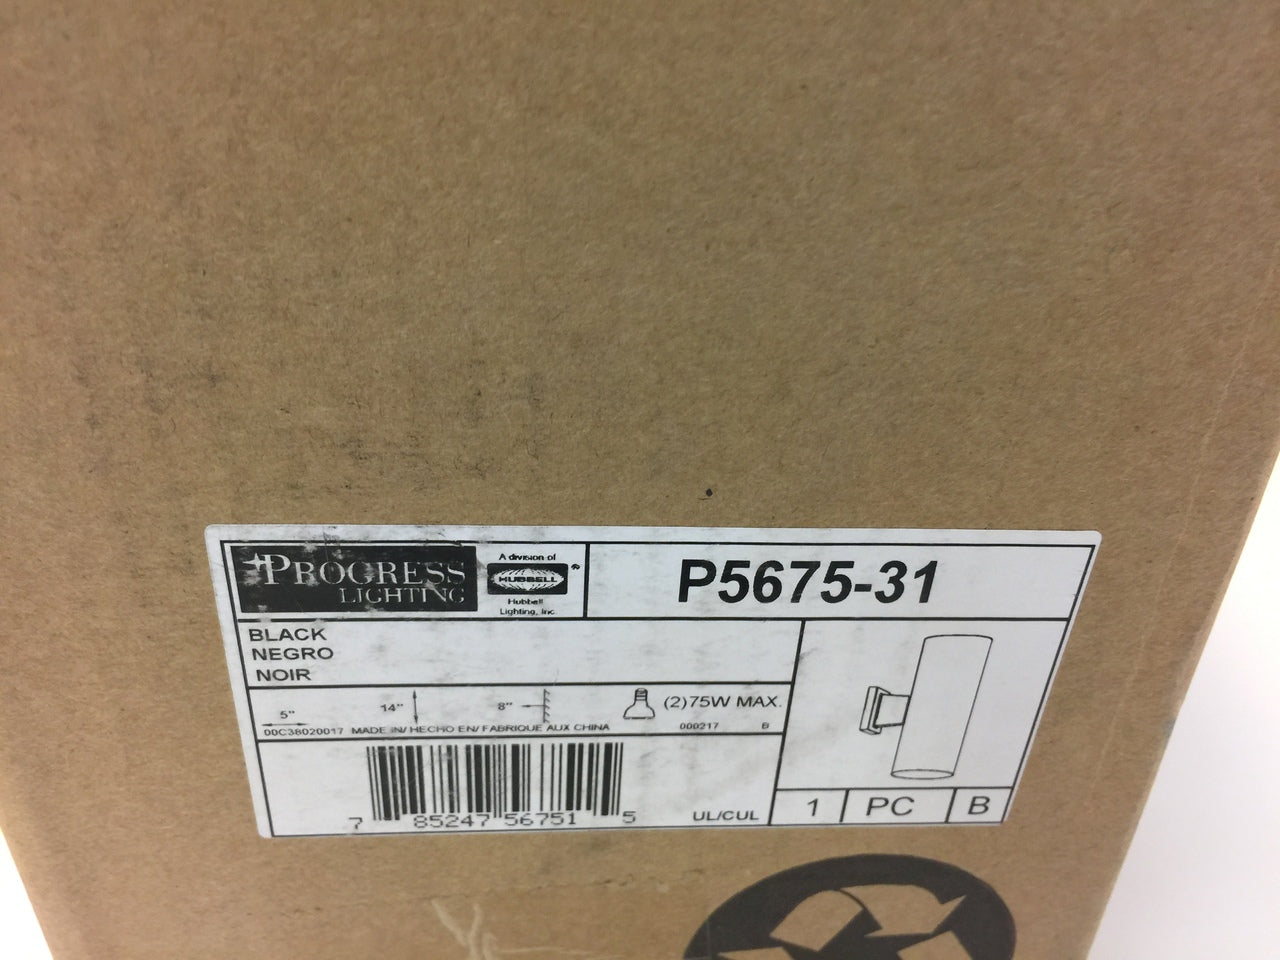 PROGRESS
LIGHTING
A division of
HUBBELL ®
Hubbell
Lighting, Inc.
P5675-31
BLACK
NEGRO
NOIR
5" 14" 8" (2)75W MAX.
00C38020017 MADE IN/ HECHO EN/ FABRIQUE AUX CHINA 000217 B
7 85247 56751 5
UL/CUL
1 PC B